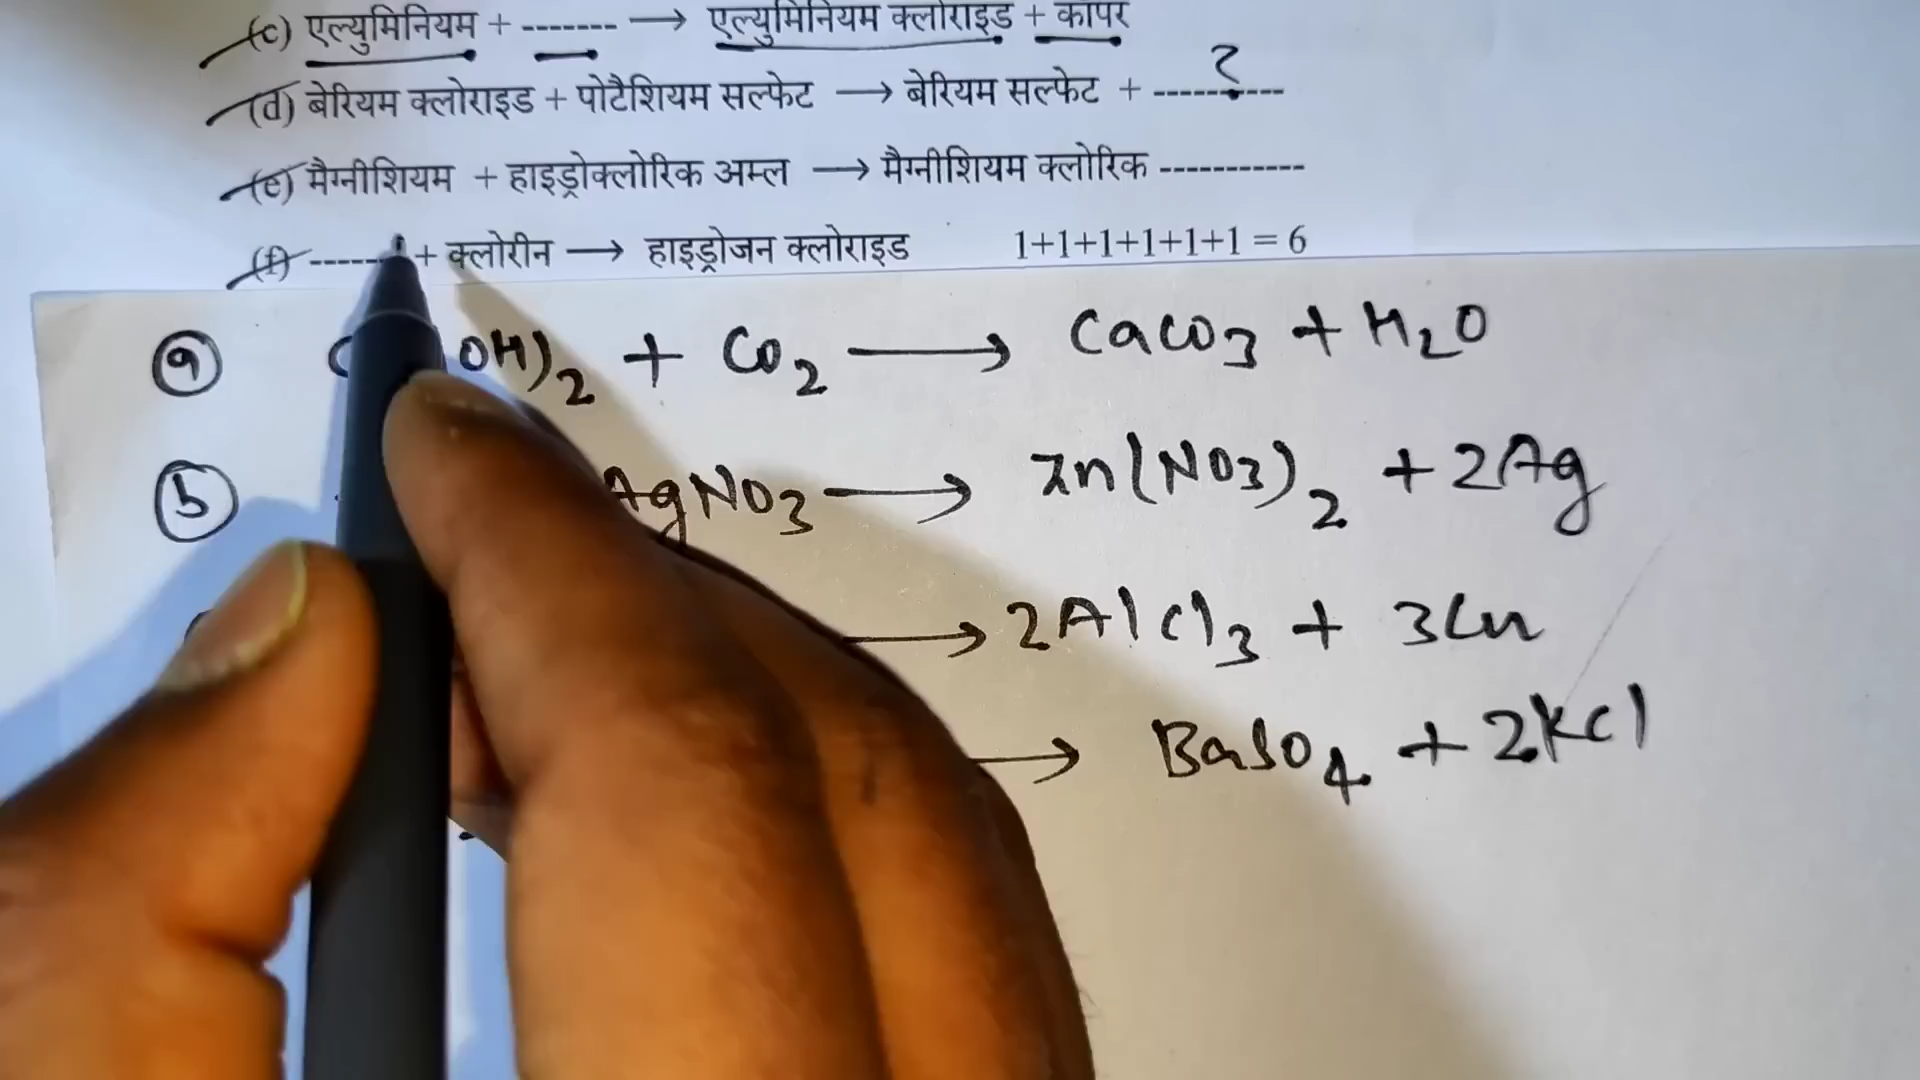 (c) एल्युमिनियम + ------- ⟶ एल्युमिनियम क्लोराइड + कॉपर
?
(d) बेरियम क्लोराइड + पोटैशियम सल्फेट ⟶ बेरियम सल्फेट + ----------
(e) मैग्नीशियम + हाइड्रोक्लोरिक अम्ल ⟶ मैग्नीशियम क्लोरिक -----------
(f) ------- + क्लोरीन ⟶ हाइड्रोजन क्लोराइड 1+1+1+1+1+1 = 6
(a) OH)2 + CO2 ⟶ CaCO3 + H2O
(b) AgNO3 ⟶ Zn(NO3)2 + 2Ag
⟶ 2AlCl3 + 3Cu
⟶ BaSO4 + 2KCl